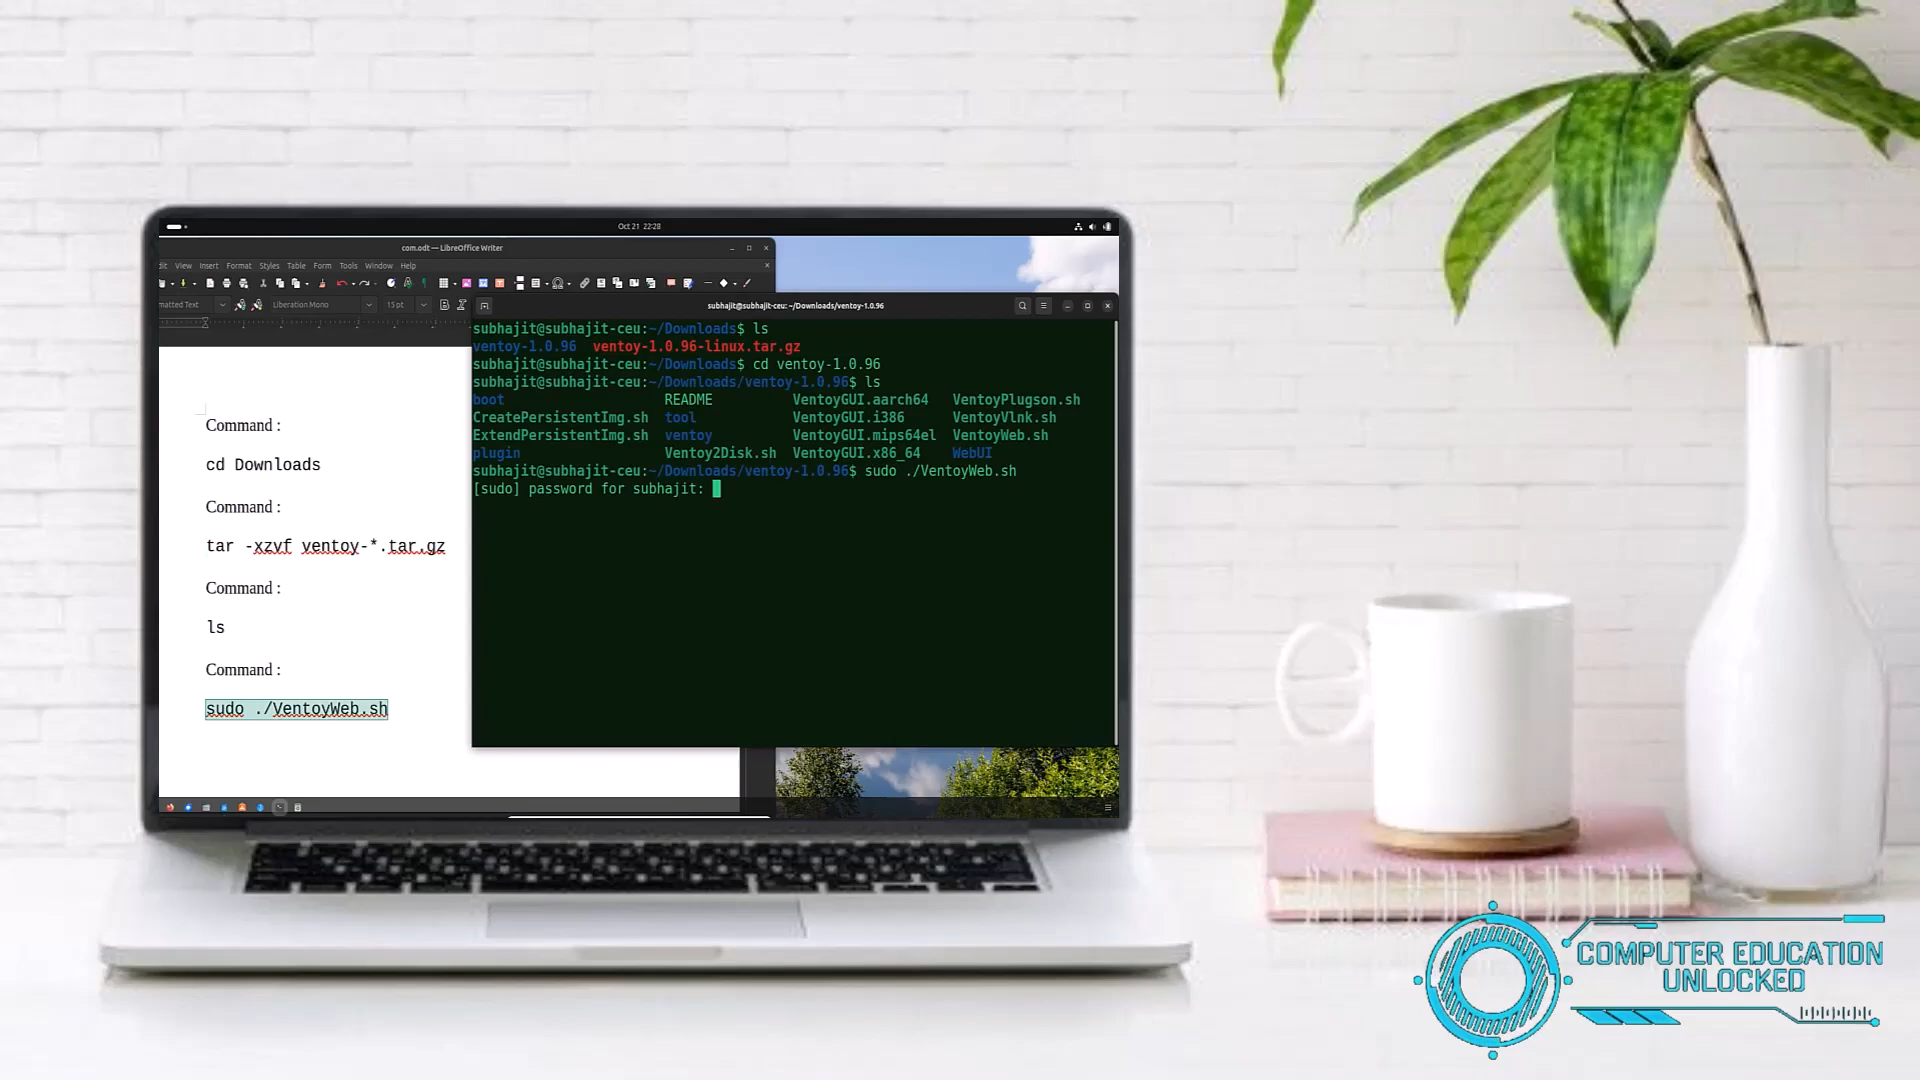 Oct 21 22:28
com.odt — LibreOffice Writer
dit View Insert Format Styles Table Form Tools Window Help
matted Text Liberation Mono 15 pt
Command :
cd Downloads
Command :
tar -xzvf ventoy-*.tar.gz
Command :
ls
Command :
sudo ./VentoyWeb.sh
subhajit@subhajit-ceu: ~/Downloads/ventoy-1.0.96
subhajit@subhajit-ceu:~/Downloads$ ls
ventoy-1.0.96 ventoy-1.0.96-linux.tar.gz
subhajit@subhajit-ceu:~/Downloads$ cd ventoy-1.0.96
subhajit@subhajit-ceu:~/Downloads/ventoy-1.0.96$ ls
boot README VentoyGUI.aarch64 VentoyPlugson.sh
CreatePersistentImg.sh tool VentoyGUI.i386 VentoyVlnk.sh
ExtendPersistentImg.sh ventoy VentoyGUI.mips64el VentoyWeb.sh
plugin Ventoy2Disk.sh VentoyGUI.x86_64 WebUI
subhajit@subhajit-ceu:~/Downloads/ventoy-1.0.96$ sudo ./VentoyWeb.sh
[sudo] password for subhajit:
COMPUTER EDUCATION
UNLOCKED